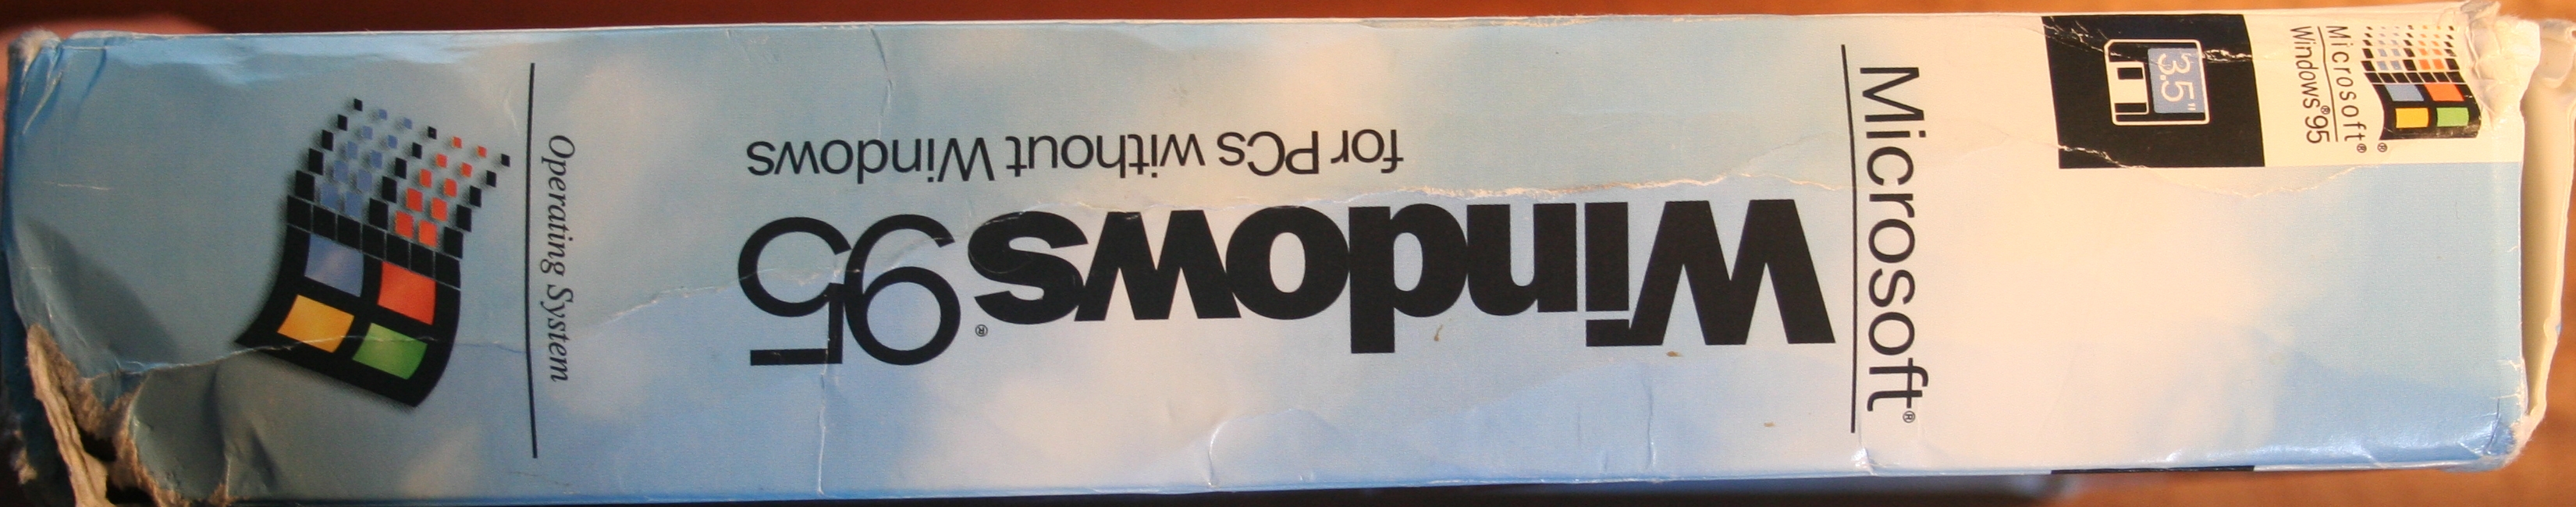 Microsoft®
Windows®95
3.5"
Microsoft®
Windows®95
for PCs without Windows
Operating System